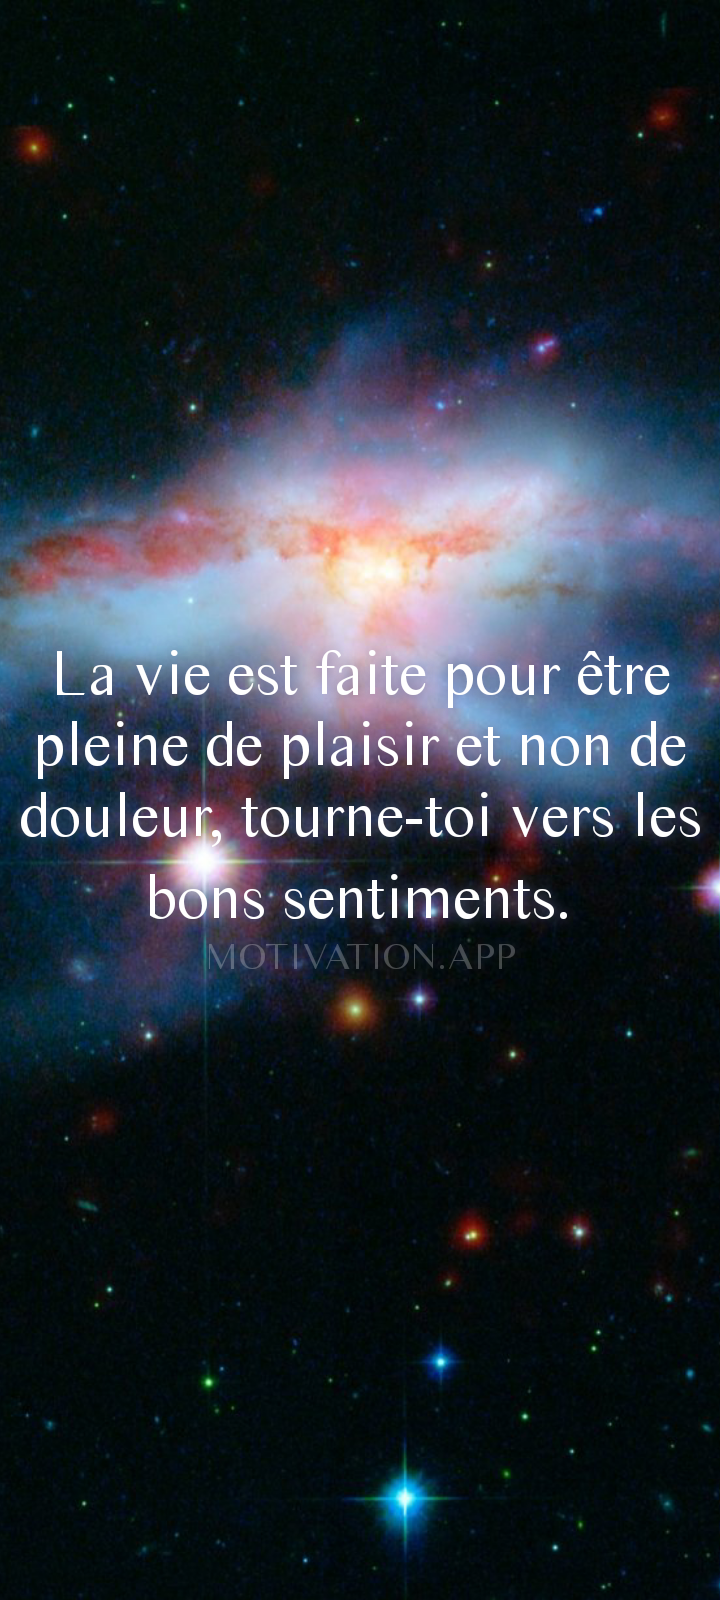 La vie est faite pour être
pleine de plaisir et non de
douleur, tourne-toi vers les
bons sentiments.
MOTIVATION.APP